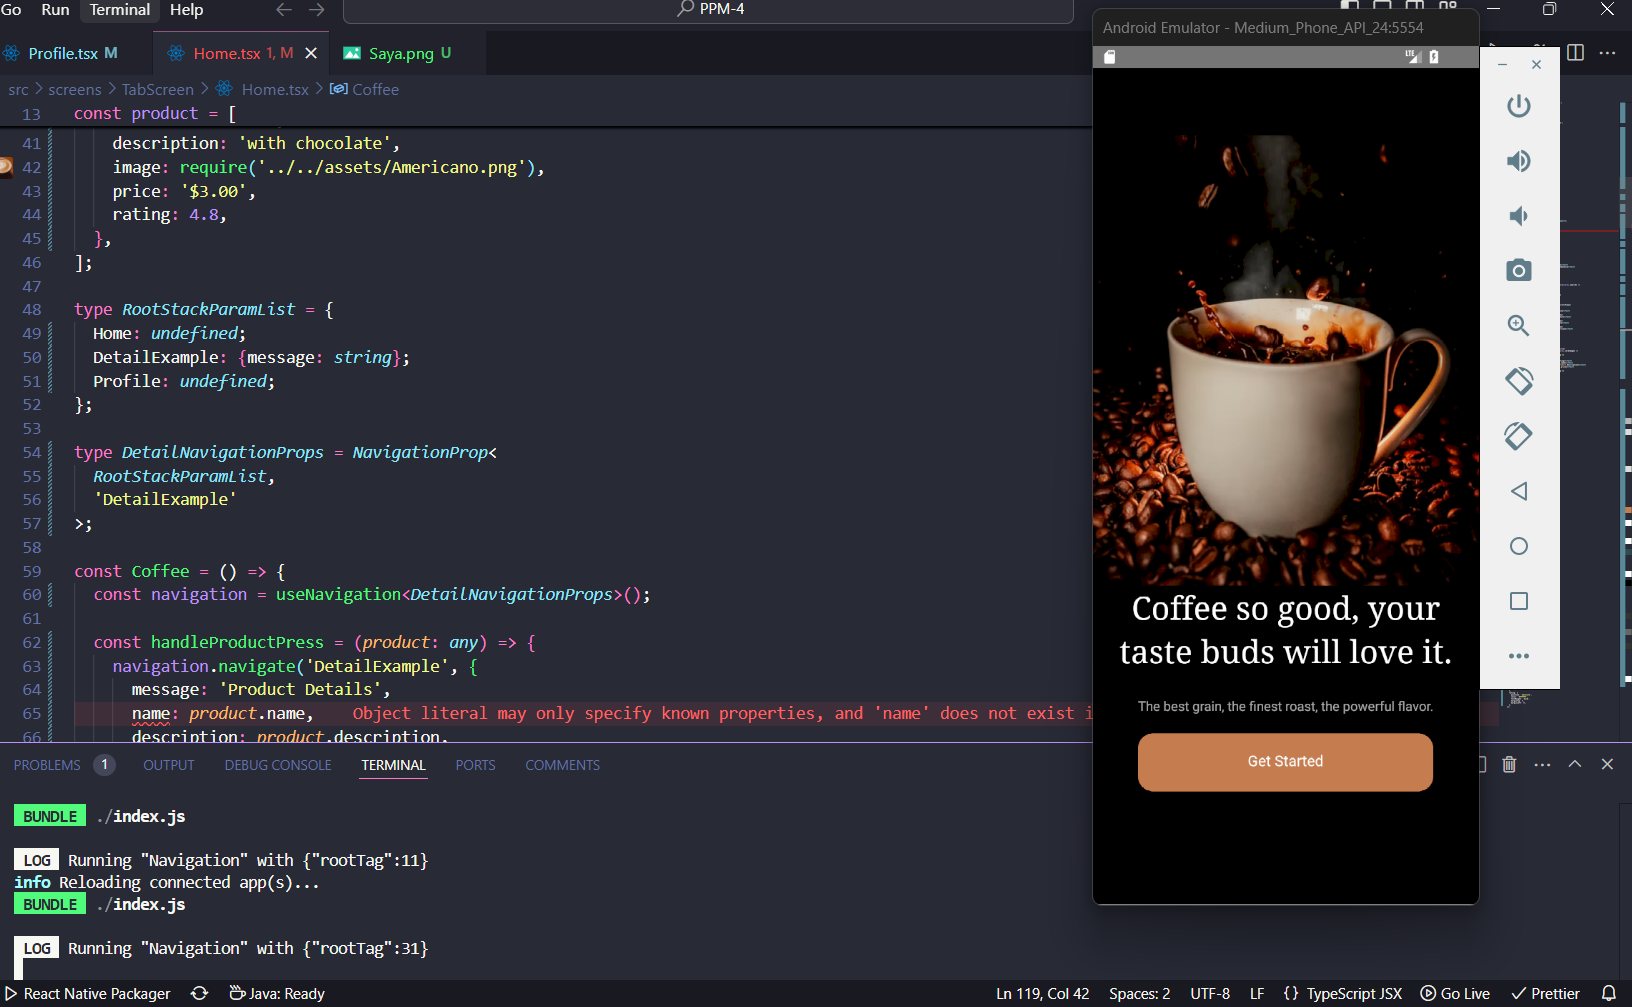 Go Run Terminal Help
PPM-4
Profile.tsx M
Home.tsx 1, M
Saya.png U
src > screens > TabScreen > Home.tsx > Coffee
13 const product = [
41 description: 'with chocolate',
42 image: require('../../assets/Americano.png'),
43 price: '$3.00',
44 rating: 4.8,
45 },
46 ];
47
48 type RootStackParamList = {
49 Home: undefined;
50 DetailExample: {message: string};
51 Profile: undefined;
52 };
53
54 type DetailNavigationProps = NavigationProp<
55 RootStackParamList,
56 'DetailExample'
57 >;
58
59 const Coffee = () => {
60 const navigation = useNavigation<DetailNavigationProps>();
61
62 const handleProductPress = (product: any) => {
63 navigation.navigate('DetailExample', {
64 message: 'Product Details',
65 name: product.name, Object literal may only specify known properties, and 'name' does not exist i
66 description: product.description,
PROBLEMS 1 OUTPUT DEBUG CONSOLE TERMINAL PORTS COMMENTS
BUNDLE ./index.js
LOG Running "Navigation" with {"rootTag":11}
info Reloading connected app(s)...
BUNDLE ./index.js
LOG Running "Navigation" with {"rootTag":31}
React Native Packager Java: Ready Ln 119, Col 42 Spaces: 2 UTF-8 LF {} TypeScript JSX Go Live Prettier
Android Emulator - Medium_Phone_API_24:5554
LTE
Coffee so good, your
taste buds will love it.
The best grain, the finest roast, the powerful flavor.
Get Started